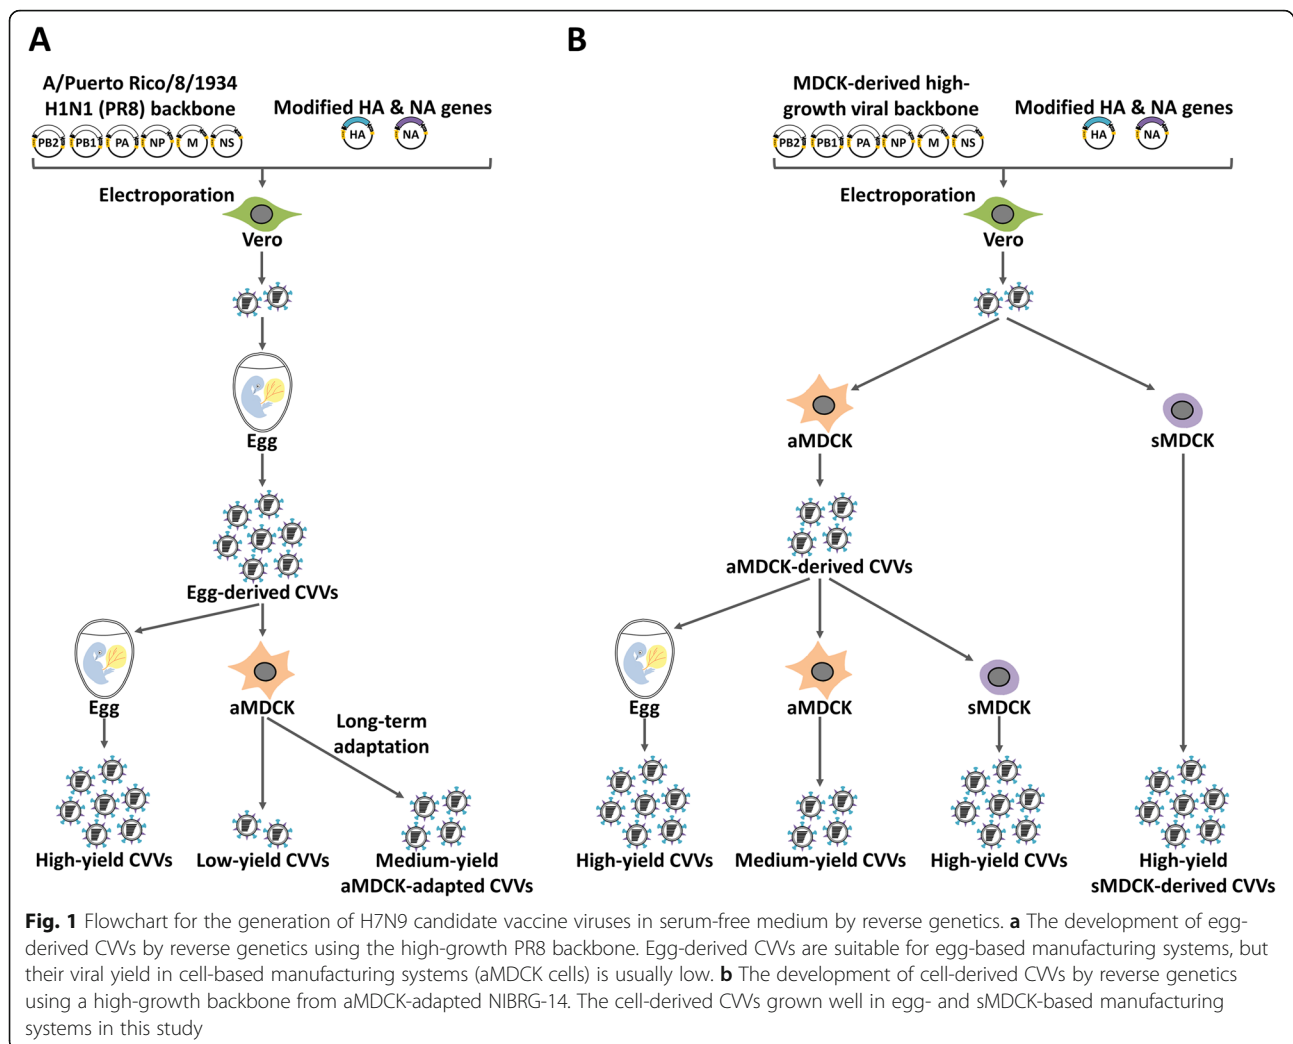 A
A/Puerto Rico/8/1934
H1N1 (PR8) backbone
Modified HA & NA genes
PB2 PB1 PA NP M NS
HA NA
Electroporation
Vero
Egg
Egg-derived CVVs
Egg
aMDCK
Long-term
adaptation
High-yield CVVs
Low-yield CVVs
Medium-yield
aMDCK-adapted CVVs
B
MDCK-derived high-
growth viral backbone
Modified HA & NA genes
PB2 PB1 PA NP M NS
HA NA
Electroporation
Vero
aMDCK
sMDCK
aMDCK-derived CVVs
Egg
aMDCK
sMDCK
High-yield CVVs
Medium-yield CVVs
High-yield CVVs
High-yield
sMDCK-derived CVVs
Fig. 1 Flowchart for the generation of H7N9 candidate vaccine viruses in serum-free medium by reverse genetics. a The development of egg-
derived CVVs by reverse genetics using the high-growth PR8 backbone. Egg-derived CVVs are suitable for egg-based manufacturing systems, but
their viral yield in cell-based manufacturing systems (aMDCK cells) is usually low. b The development of cell-derived CVVs by reverse genetics
using a high-growth backbone from aMDCK-adapted NIBRG-14. The cell-derived CVVs grown well in egg- and sMDCK-based manufacturing
systems in this study